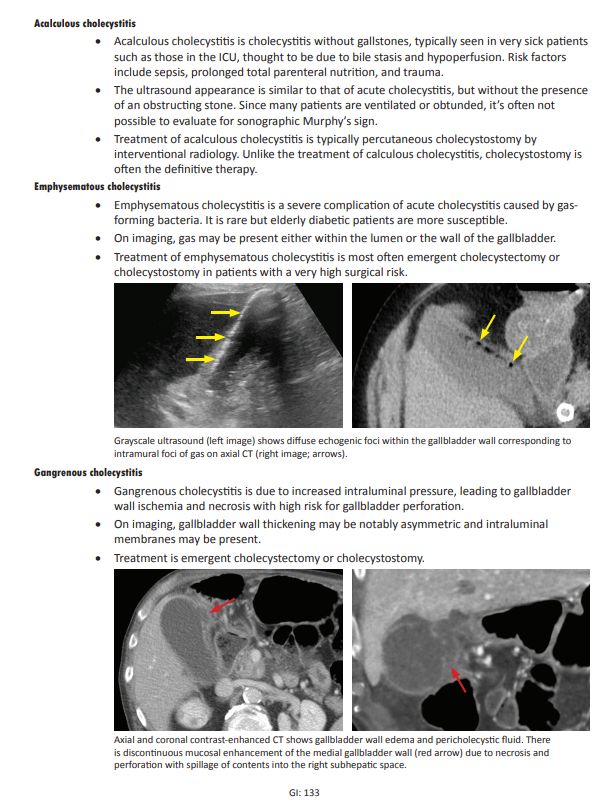 Acalculous cholecystitis
• Acalculous cholecystitis is cholecystitis without gallstones, typically seen in very sick patients
such as those in the ICU, thought to be due to bile stasis and hypoperfusion. Risk factors
include sepsis, prolonged total parenteral nutrition, and trauma.
• The ultrasound appearance is similar to that of acute cholecystitis, but without the presence
of an obstructing stone. Since many patients are ventilated or obtunded, it's often not
possible to evaluate for sonographic Murphy's sign.
• Treatment of acalculous cholecystitis is typically percutaneous cholecystostomy by
interventional radiology. Unlike the treatment of calculous cholecystitis, cholecystostomy is
often the definitive therapy.
Emphysematous cholecystitis
• Emphysematous cholecystitis is a severe complication of acute cholecystitis caused by gas-
forming bacteria. It is rare but elderly diabetic patients are more susceptible.
• On imaging, gas may be present either within the lumen or the wall of the gallbladder.
• Treatment of emphysematous cholecystitis is most often emergent cholecystectomy or
cholecystostomy in patients with a very high surgical risk.
Grayscale ultrasound (left image) shows diffuse echogenic foci within the gallbladder wall corresponding to
intramural foci of gas on axial CT (right image; arrows).
Gangrenous cholecystitis
• Gangrenous cholecystitis is due to increased intraluminal pressure, leading to gallbladder
wall ischemia and necrosis with high risk for gallbladder perforation.
• On imaging, gallbladder wall thickening may be notably asymmetric and intraluminal
membranes may be present.
• Treatment is emergent cholecystectomy or cholecystostomy.
Axial and coronal contrast-enhanced CT shows gallbladder wall edema and pericholecystic fluid. There
is discontinuous mucosal enhancement of the medial gallbladder wall (red arrow) due to necrosis and
perforation with spillage of contents into the right subhepatic space.
GI: 133